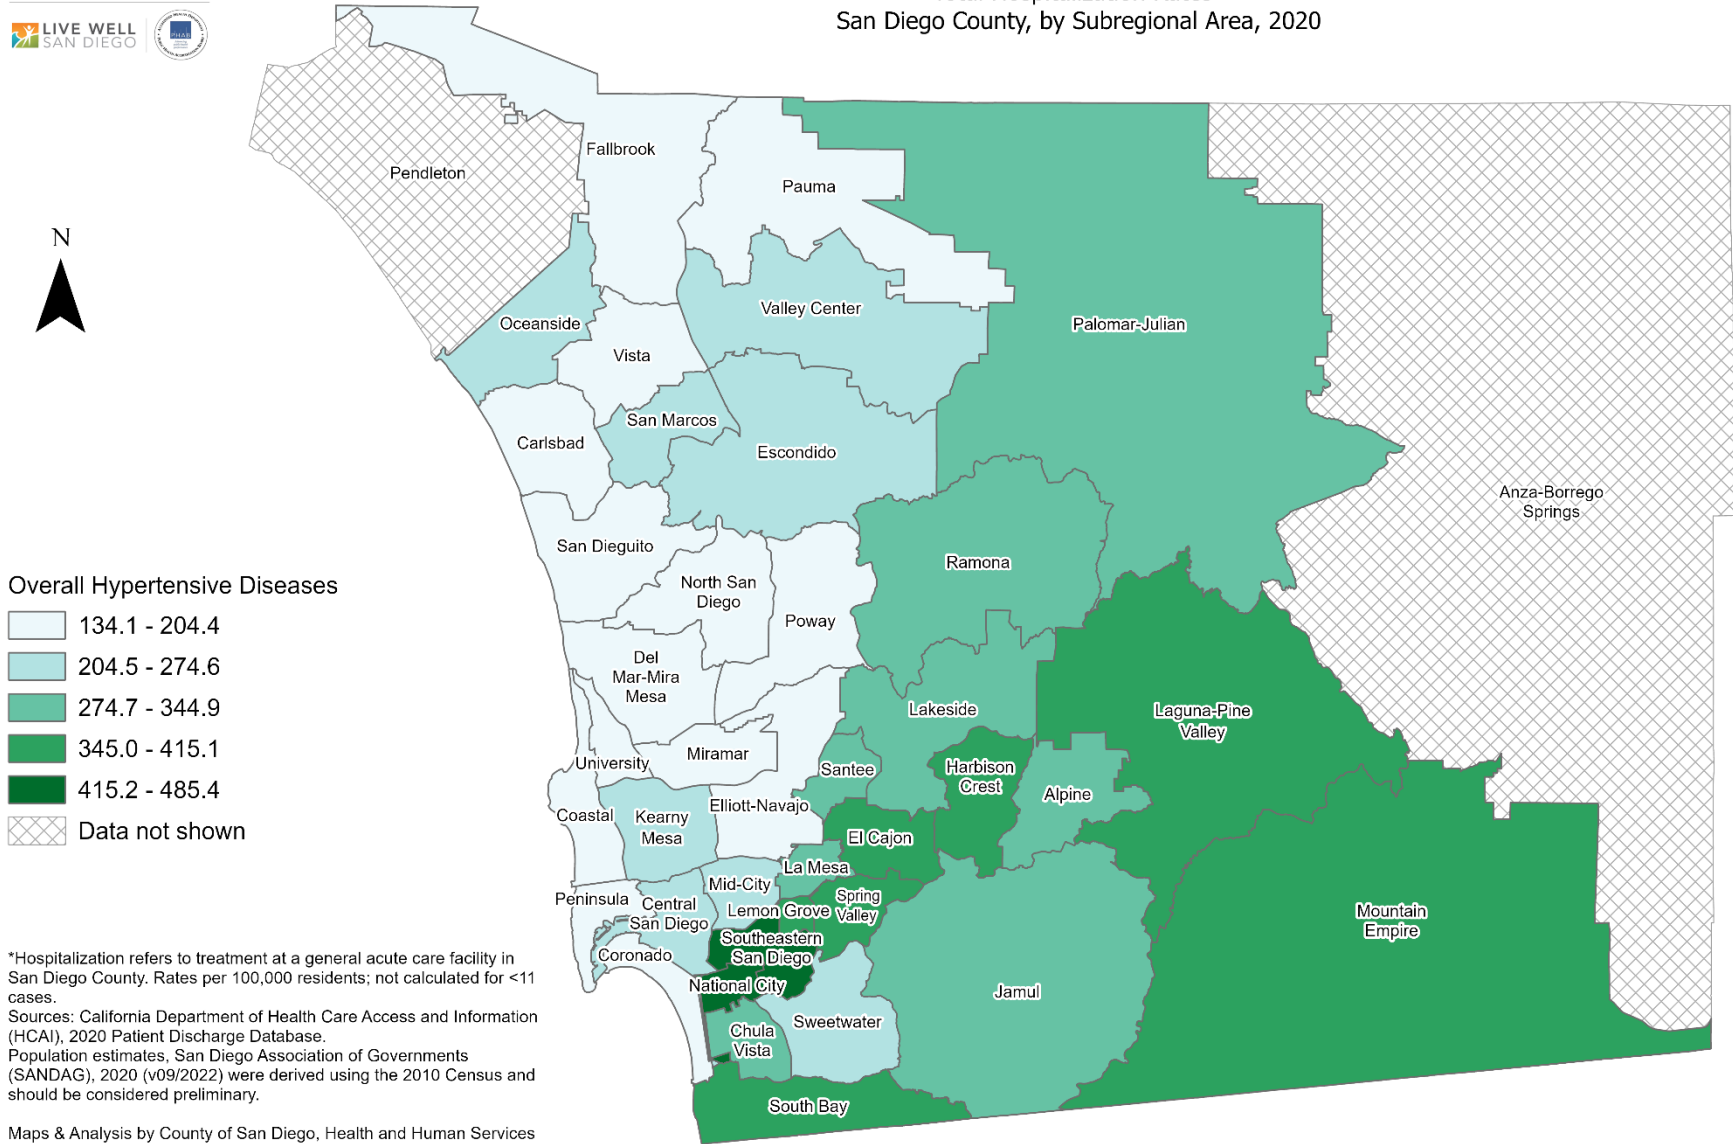 LIVE WELL
SAN DIEGO
PHAB
San Diego County, by Subregional Area, 2020
N
Pendleton
Fallbrook
Pauma
Oceanside
Valley Center
Palomar-Julian
Vista
San Marcos
Carlsbad
Escondido
Anza-Borrego
Springs
San Dieguito
Ramona
North San
Diego
Poway
Del
Mar-Mira
Mesa
Lakeside
Laguna-Pine
Valley
University
Miramar
Santee
Harbison
Crest
Alpine
Coastal
Kearny
Mesa
Elliott-Navajo
El Cajon
La Mesa
Mid-City
Peninsula
Central
San Diego
Lemon Grove
Spring
Valley
Mountain
Empire
Southeastern
San Diego
Coronado
National City
Jamul
Sweetwater
Chula
Vista
South Bay
Overall Hypertensive Diseases
134.1 - 204.4
204.5 - 274.6
274.7 - 344.9
345.0 - 415.1
415.2 - 485.4
Data not shown
*Hospitalization refers to treatment at a general acute care facility in
San Diego County. Rates per 100,000 residents; not calculated for <11
cases.
Sources: California Department of Health Care Access and Information
(HCAI), 2020 Patient Discharge Database.
Population estimates, San Diego Association of Governments
(SANDAG), 2020 (v09/2022) were derived using the 2010 Census and
should be considered preliminary.
Maps & Analysis by County of San Diego, Health and Human Services